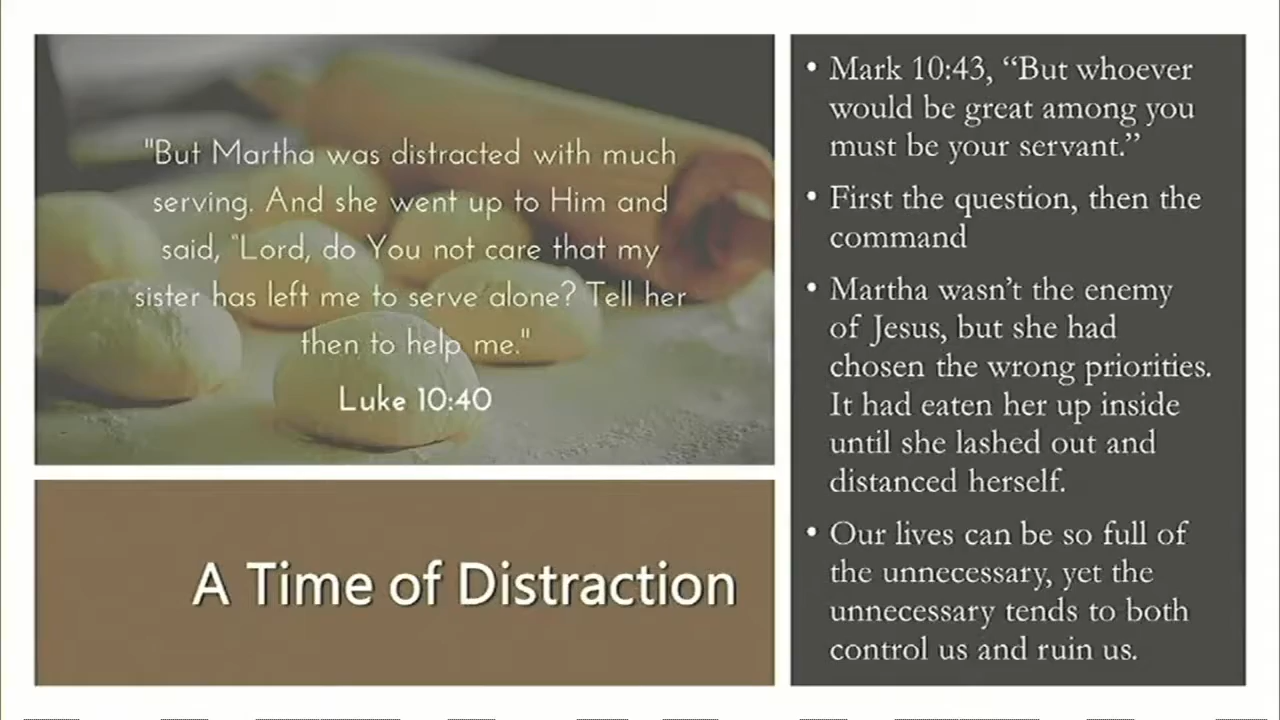 "But Martha was distracted with much
serving. And she went up to Him and
said, "Lord, do You not care that my
sister has left me to serve alone? Tell her
then to help me."
Luke 10:40
A Time of Distraction
• Mark 10:43, “But whoever
would be great among you
must be your servant.”
• First the question, then the
command
• Martha wasn’t the enemy
of Jesus, but she had
chosen the wrong priorities.
It had eaten her up inside
until she lashed out and
distanced herself.
• Our lives can be so full of
the unnecessary, yet the
unnecessary tends to both
control us and ruin us.